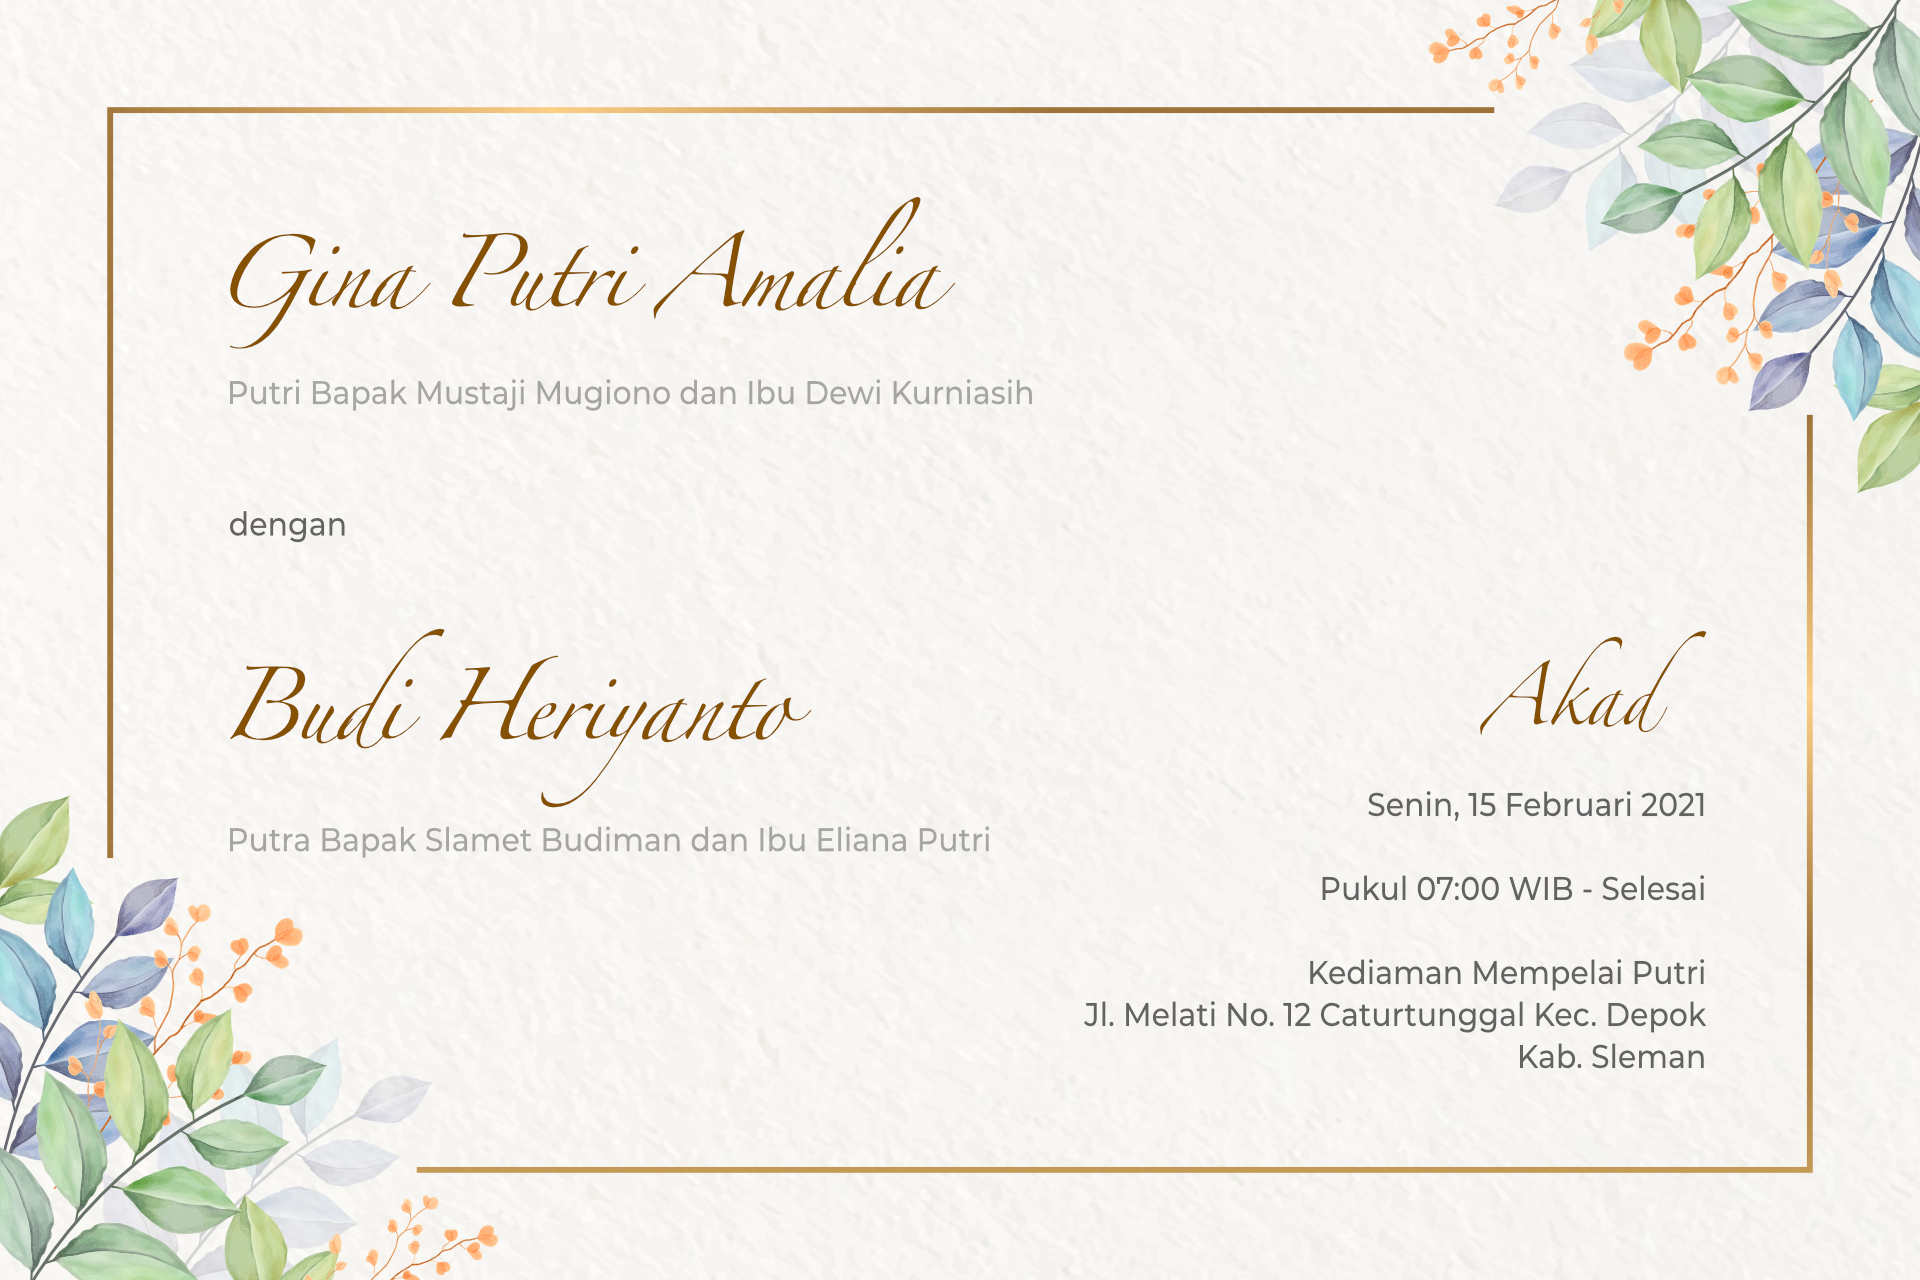 Gina Putri Amalia
Putri Bapak Mustaji Mugiono dan Ibu Dewi Kurniasih
dengan
Budi Heriyanto
Putra Bapak Slamet Budiman dan Ibu Eliana Putri
Akad
Senin, 15 Februari 2021
Pukul 07:00 WIB - Selesai
Kediaman Mempelai Putri
Jl. Melati No. 12 Caturtunggal Kec. Depok
Kab. Sleman